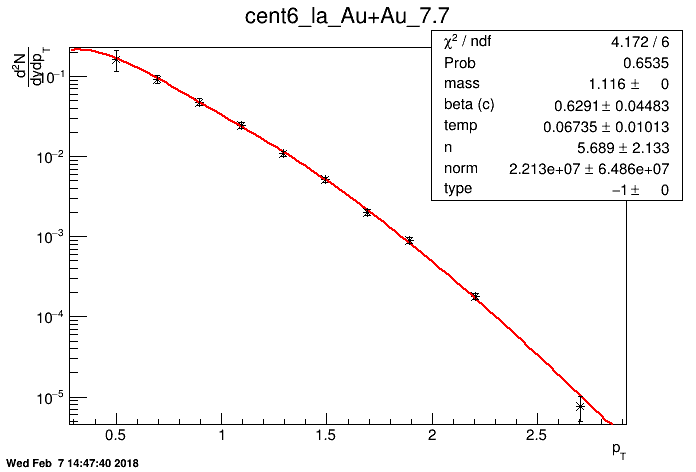 cent6_la_Au+Au_7.7
χ² / ndf 4.172 / 6
Prob 0.6535
mass 1.116 ± 0
beta (c) 0.6291 ± 0.04483
temp 0.06735 ± 0.01013
n 5.689 ± 2.133
norm 2.213e+07 ± 6.486e+07
type −1 ± 0
d²N
dydp_T
10⁻¹
10⁻²
10⁻³
10⁻⁴
10⁻⁵
0.5 1 1.5 2 2.5
p_T
Wed Feb 7 14:47:40 2018